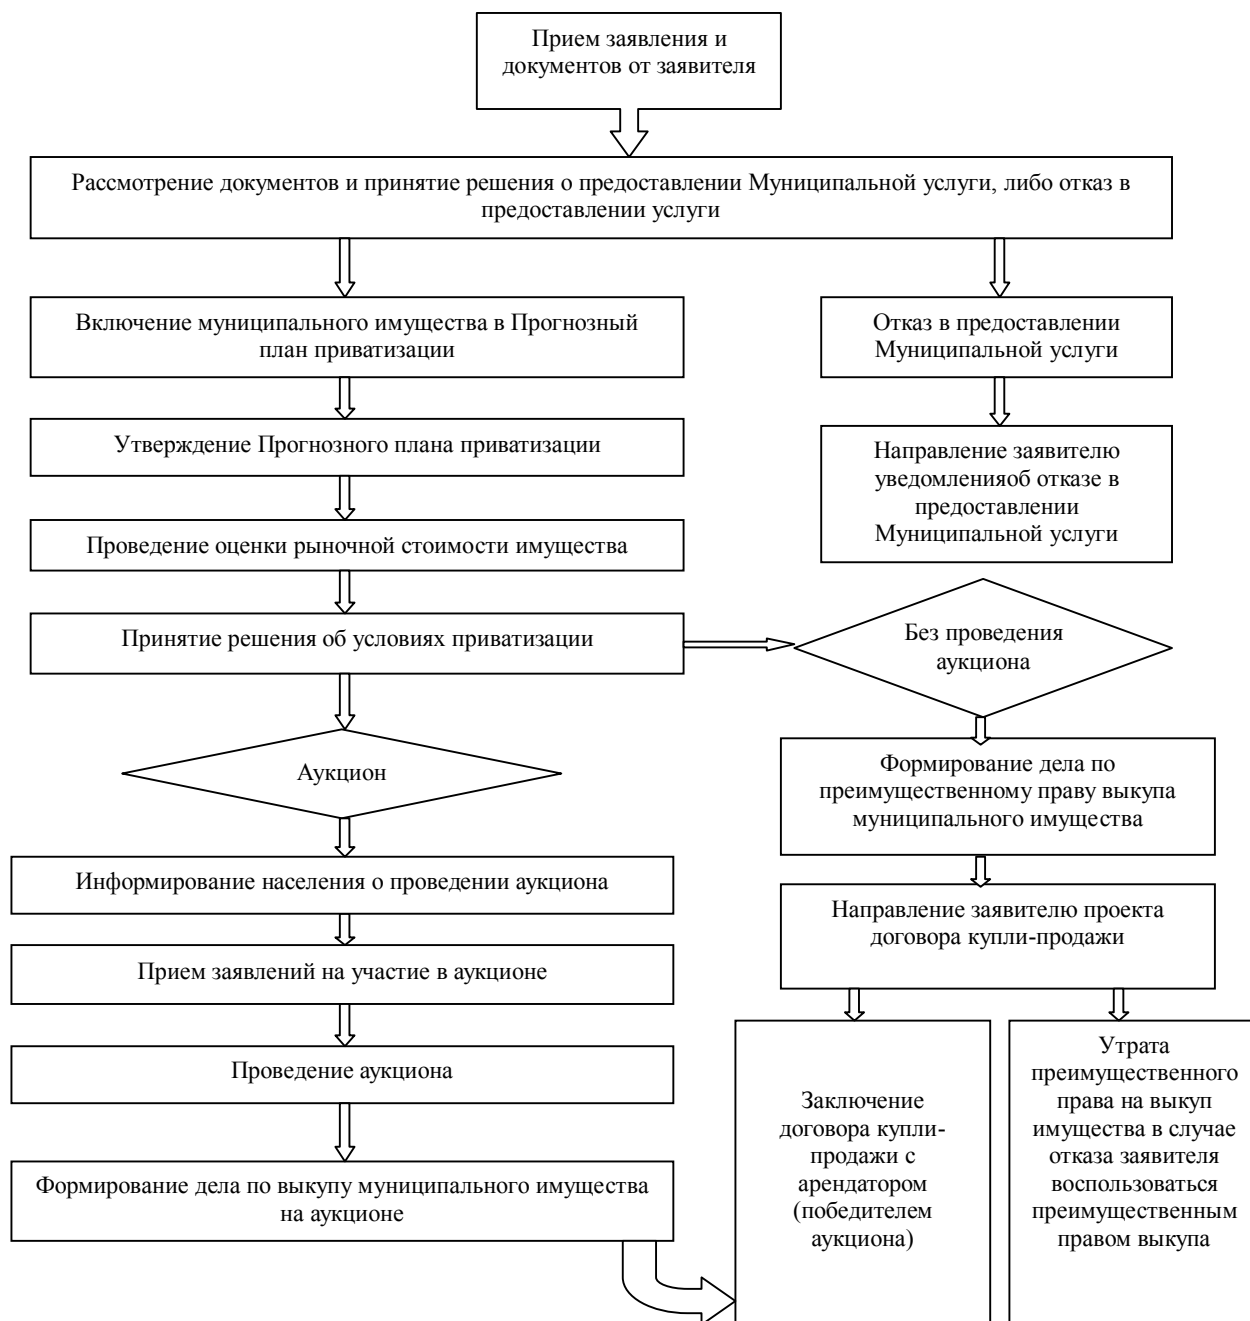 Прием заявления и
документов от заявителя
Рассмотрение документов и принятие решения о предоставлении Муниципальной услуги, либо отказ в
предоставлении услуги
Включение муниципального имущества в Прогнозный
план приватизации
Отказ в предоставлении
Муниципальной услуги
Утверждение Прогнозного плана приватизации
Направление заявителю
уведомленияоб отказе в
предоставлении
Муниципальной услуги
Проведение оценки рыночной стоимости имущества
Принятие решения об условиях приватизации
Без проведения
аукциона
Аукцион
Формирование дела по
преимущественному праву выкупа
муниципального имущества
Информирование населения о проведении аукциона
Направление заявителю проекта
договора купли-продажи
Прием заявлений на участие в аукционе
Проведение аукциона
Формирование дела по выкупу муниципального имущества
на аукционе
Заключение
договора купли-
продажи с
арендатором
(победителем
аукциона)
Утрата
преимущественного
права на выкуп
имущества в случае
отказа заявителя
воспользоваться
преимущественным
правом выкупа